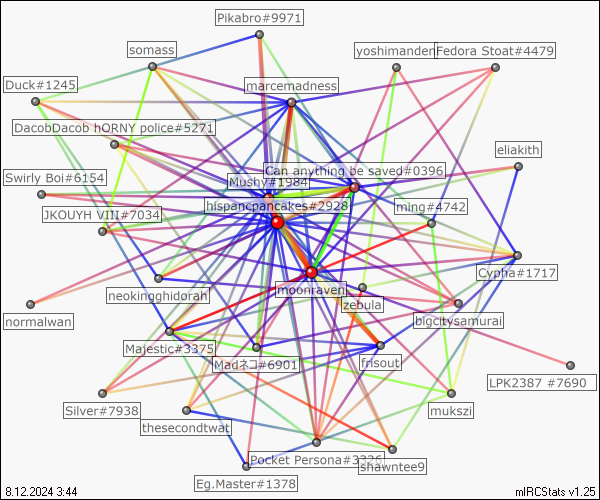 Pikabro#9971
somass
yoshimanden
Fedora Stoat#4479
Duck#1245
marcemadness
DacobDacob hORNY police#5271
eliakith
Can anything be saved#0396
Swirly Boi#6154
Mushy#1984
hispancpancakes#2928
ming#4742
JKOUYH VIII#7034
Cypha#1717
moonraven
neokingghidorah
zebula
normalwan
bigcitysamurai
Majestic#3375
Madネコ#6901
frisout
LPK2387 #7690
Silver#7938
mukszi
thesecondtwat
Pocket Persona#3326
shawntee9
Eg.Master#1378
8.12.2024 3:44
mIRCStats v1.25